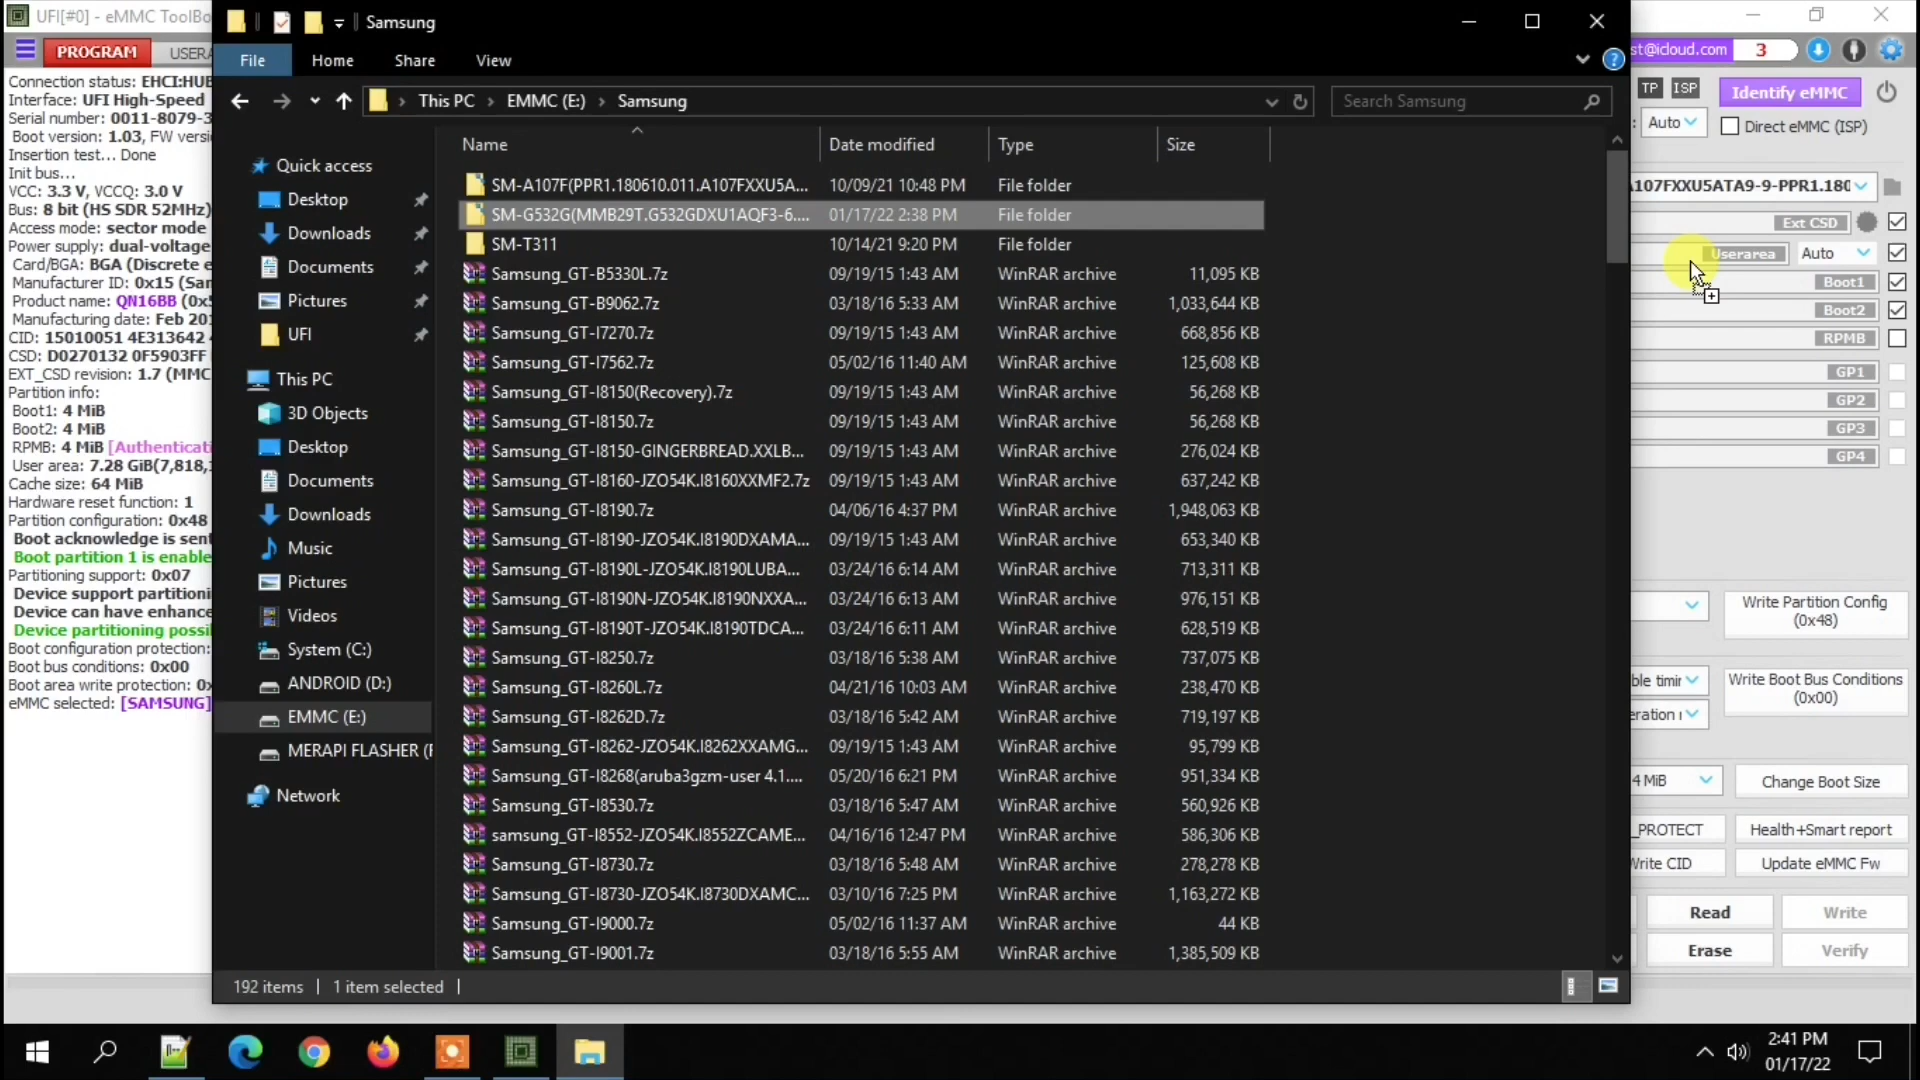 UFI[#0] - eMMC ToolBo
Samsung
PROGRAM
USERA
File
Home
Share
View
st@icloud.com
3
This PC
EMMC (E:)
Samsung
Search Samsung
TP
ISP
Identify eMMC
Auto
Direct eMMC (ISP)
Connection status: EHCI:HUB
Interface: UFI High-Speed
Serial number: 0011-8079-3
Boot version: 1.03, FW versi
Insertion test... Done
Init bus...
VCC: 3.3 V, VCCQ: 3.0 V
Bus: 8 bit (HS SDR 52MHz)
Access mode: sector mode
Power supply: dual-voltage
Card/BGA: BGA (Discrete e
Manufacturer ID: 0x15 (Sam
Product name: QN16BB (0x5
Manufacturing date: Feb 201
CID: 15010051 4E313642 4
CSD: D0270132 0F5903FF
EXT_CSD revision: 1.7 (MMC
Partition info:
Boot1: 4 MiB
Boot2: 4 MiB
RPMB: 4 MiB [Authenticati
User area: 7.28 GiB(7,818,1
Cache size: 64 MiB
Hardware reset function: 1
Partition configuration: 0x48
Boot acknowledge is sent
Boot partition 1 is enable
Partitioning support: 0x07
Device support partitioni
Device can have enhance
Device partitioning possil
Boot configuration protection:
Boot bus conditions: 0x00
Boot area write protection: 0x
eMMC selected: [SAMSUNG]
Quick access
Desktop
Downloads
Documents
Pictures
UFI
This PC
3D Objects
Desktop
Documents
Downloads
Music
Pictures
Videos
System (C:)
ANDROID (D:)
EMMC (E:)
MERAPI FLASHER (F
Network
Name Date modified Type Size
SM-A107F(PPR1.180610.011.A107FXXU5A... 10/09/21 10:48 PM File folder
SM-G532G(MMB29T.G532GDXU1AQF3-6.... 01/17/22 2:38 PM File folder
SM-T311 10/14/21 9:20 PM File folder
Samsung_GT-B5330L.7z 09/19/15 1:43 AM WinRAR archive 11,095 KB
Samsung_GT-B9062.7z 03/18/16 5:33 AM WinRAR archive 1,033,644 KB
Samsung_GT-I7270.7z 09/19/15 1:43 AM WinRAR archive 668,856 KB
Samsung_GT-I7562.7z 05/02/16 11:40 AM WinRAR archive 125,608 KB
Samsung_GT-I8150(Recovery).7z 09/19/15 1:43 AM WinRAR archive 56,268 KB
Samsung_GT-I8150.7z 09/19/15 1:43 AM WinRAR archive 56,268 KB
Samsung_GT-I8150-GINGERBREAD.XXLB... 09/19/15 1:43 AM WinRAR archive 276,024 KB
Samsung_GT-I8160-JZO54K.I8160XXMF2.7z 09/19/15 1:43 AM WinRAR archive 637,242 KB
Samsung_GT-I8190.7z 04/06/16 4:37 PM WinRAR archive 1,948,063 KB
Samsung_GT-I8190-JZO54K.I8190DXAMA... 09/19/15 1:43 AM WinRAR archive 653,340 KB
Samsung_GT-I8190L-JZO54K.I8190LUBA... 03/24/16 6:14 AM WinRAR archive 713,311 KB
Samsung_GT-I8190N-JZO54K.I8190NXXA... 03/24/16 6:13 AM WinRAR archive 976,151 KB
Samsung_GT-I8190T-JZO54K.I8190TDCA... 03/24/16 6:11 AM WinRAR archive 628,519 KB
Samsung_GT-I8250.7z 03/18/16 5:38 AM WinRAR archive 737,075 KB
Samsung_GT-I8260L.7z 04/21/16 10:03 AM WinRAR archive 238,470 KB
Samsung_GT-I8262D.7z 03/18/16 5:42 AM WinRAR archive 719,197 KB
Samsung_GT-I8262-JZO54K.I8262XXAMG... 09/19/15 1:43 AM WinRAR archive 95,799 KB
Samsung_GT-I8268(aruba3gzm-user 4.1.... 05/20/16 6:21 PM WinRAR archive 951,334 KB
Samsung_GT-I8530.7z 03/18/16 5:47 AM WinRAR archive 560,926 KB
samsung_GT-I8552-JZO54K.I8552ZCAME... 04/16/16 12:47 PM WinRAR archive 586,306 KB
Samsung_GT-I8730.7z 03/18/16 5:48 AM WinRAR archive 278,278 KB
Samsung_GT-I8730-JZO54K.I8730DXAMC... 03/10/16 7:25 PM WinRAR archive 1,163,272 KB
Samsung_GT-I9000.7z 05/02/16 11:37 AM WinRAR archive 44 KB
Samsung_GT-I9001.7z 03/18/16 5:55 AM WinRAR archive 1,385,509 KB
192 items
1 item selected
A107FXXU5ATA9-9-PPR1.180
Ext CSD
Userarea
Auto
Boot1
Boot2
RPMB
GP1
GP2
GP3
GP4
Write Partition Config
(0x48)
ble timir
Write Boot Bus Conditions
(0x00)
eration r
4 MiB
Change Boot Size
_PROTECT
Health+Smart report
Write CID
Update eMMC Fw
Read
Write
Erase
Verify
2:41 PM
01/17/22